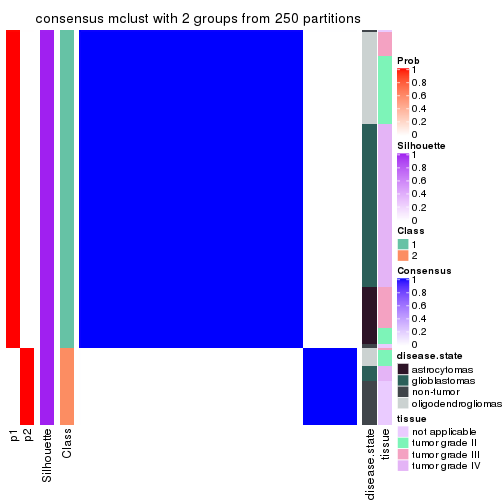 consensus mclust with 2 groups from 250 partitions
Prob
1
0.8
0.6
0.4
0.2
0
Silhouette
1
0.8
0.6
0.4
0.2
0
Class
1
2
Consensus
1
0.8
0.6
0.4
0.2
0
disease.state
astrocytomas
glioblastomas
non-tumor
oligodendrogliomas
tissue
not applicable
tumor grade II
tumor grade III
tumor grade IV
p1
p2
Silhouette
Class
disease.state
tissue